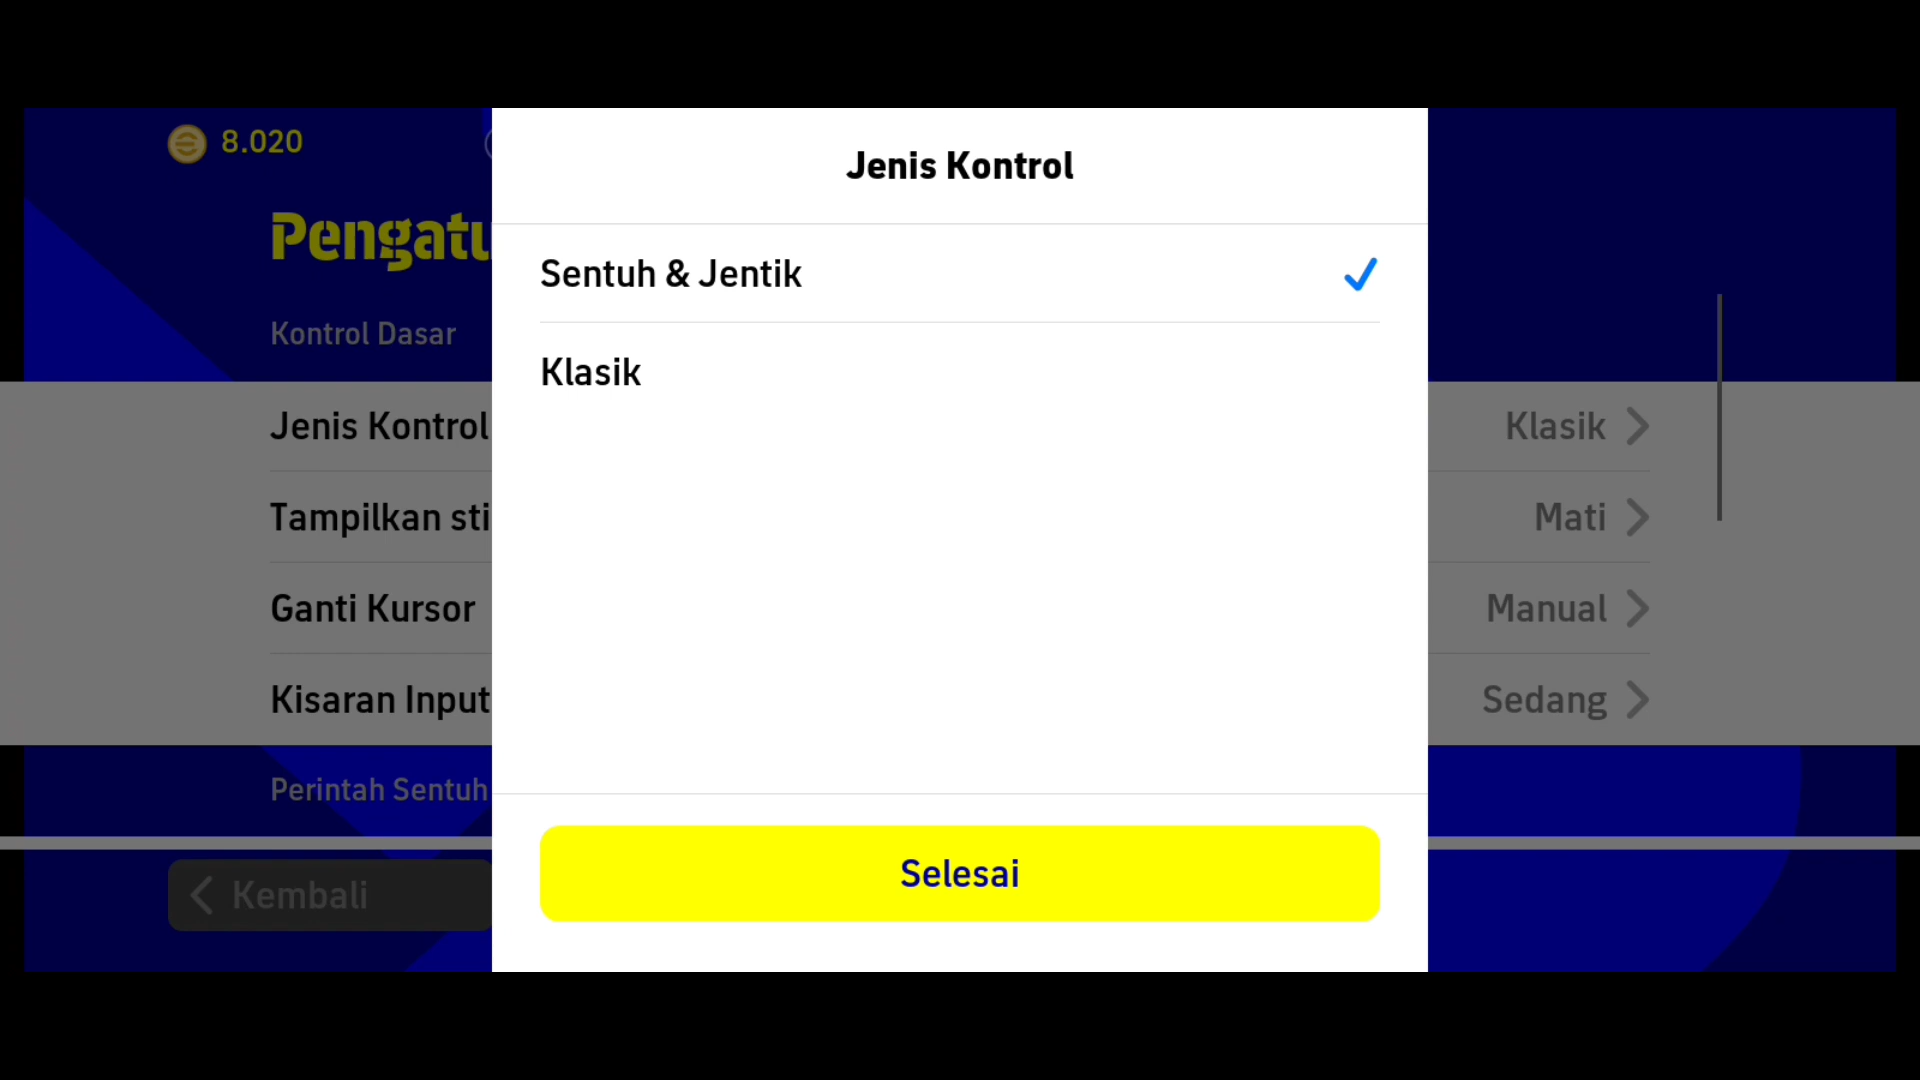 8.020
Jenis Kontrol
Pengatu
Sentuh & Jentik
Kontrol Dasar
Klasik
Jenis Kontrol
Klasik
Tampilkan sti
Mati
Ganti Kursor
Manual
Kisaran Input
Sedang
Perintah Sentuh
Selesai
Kembali